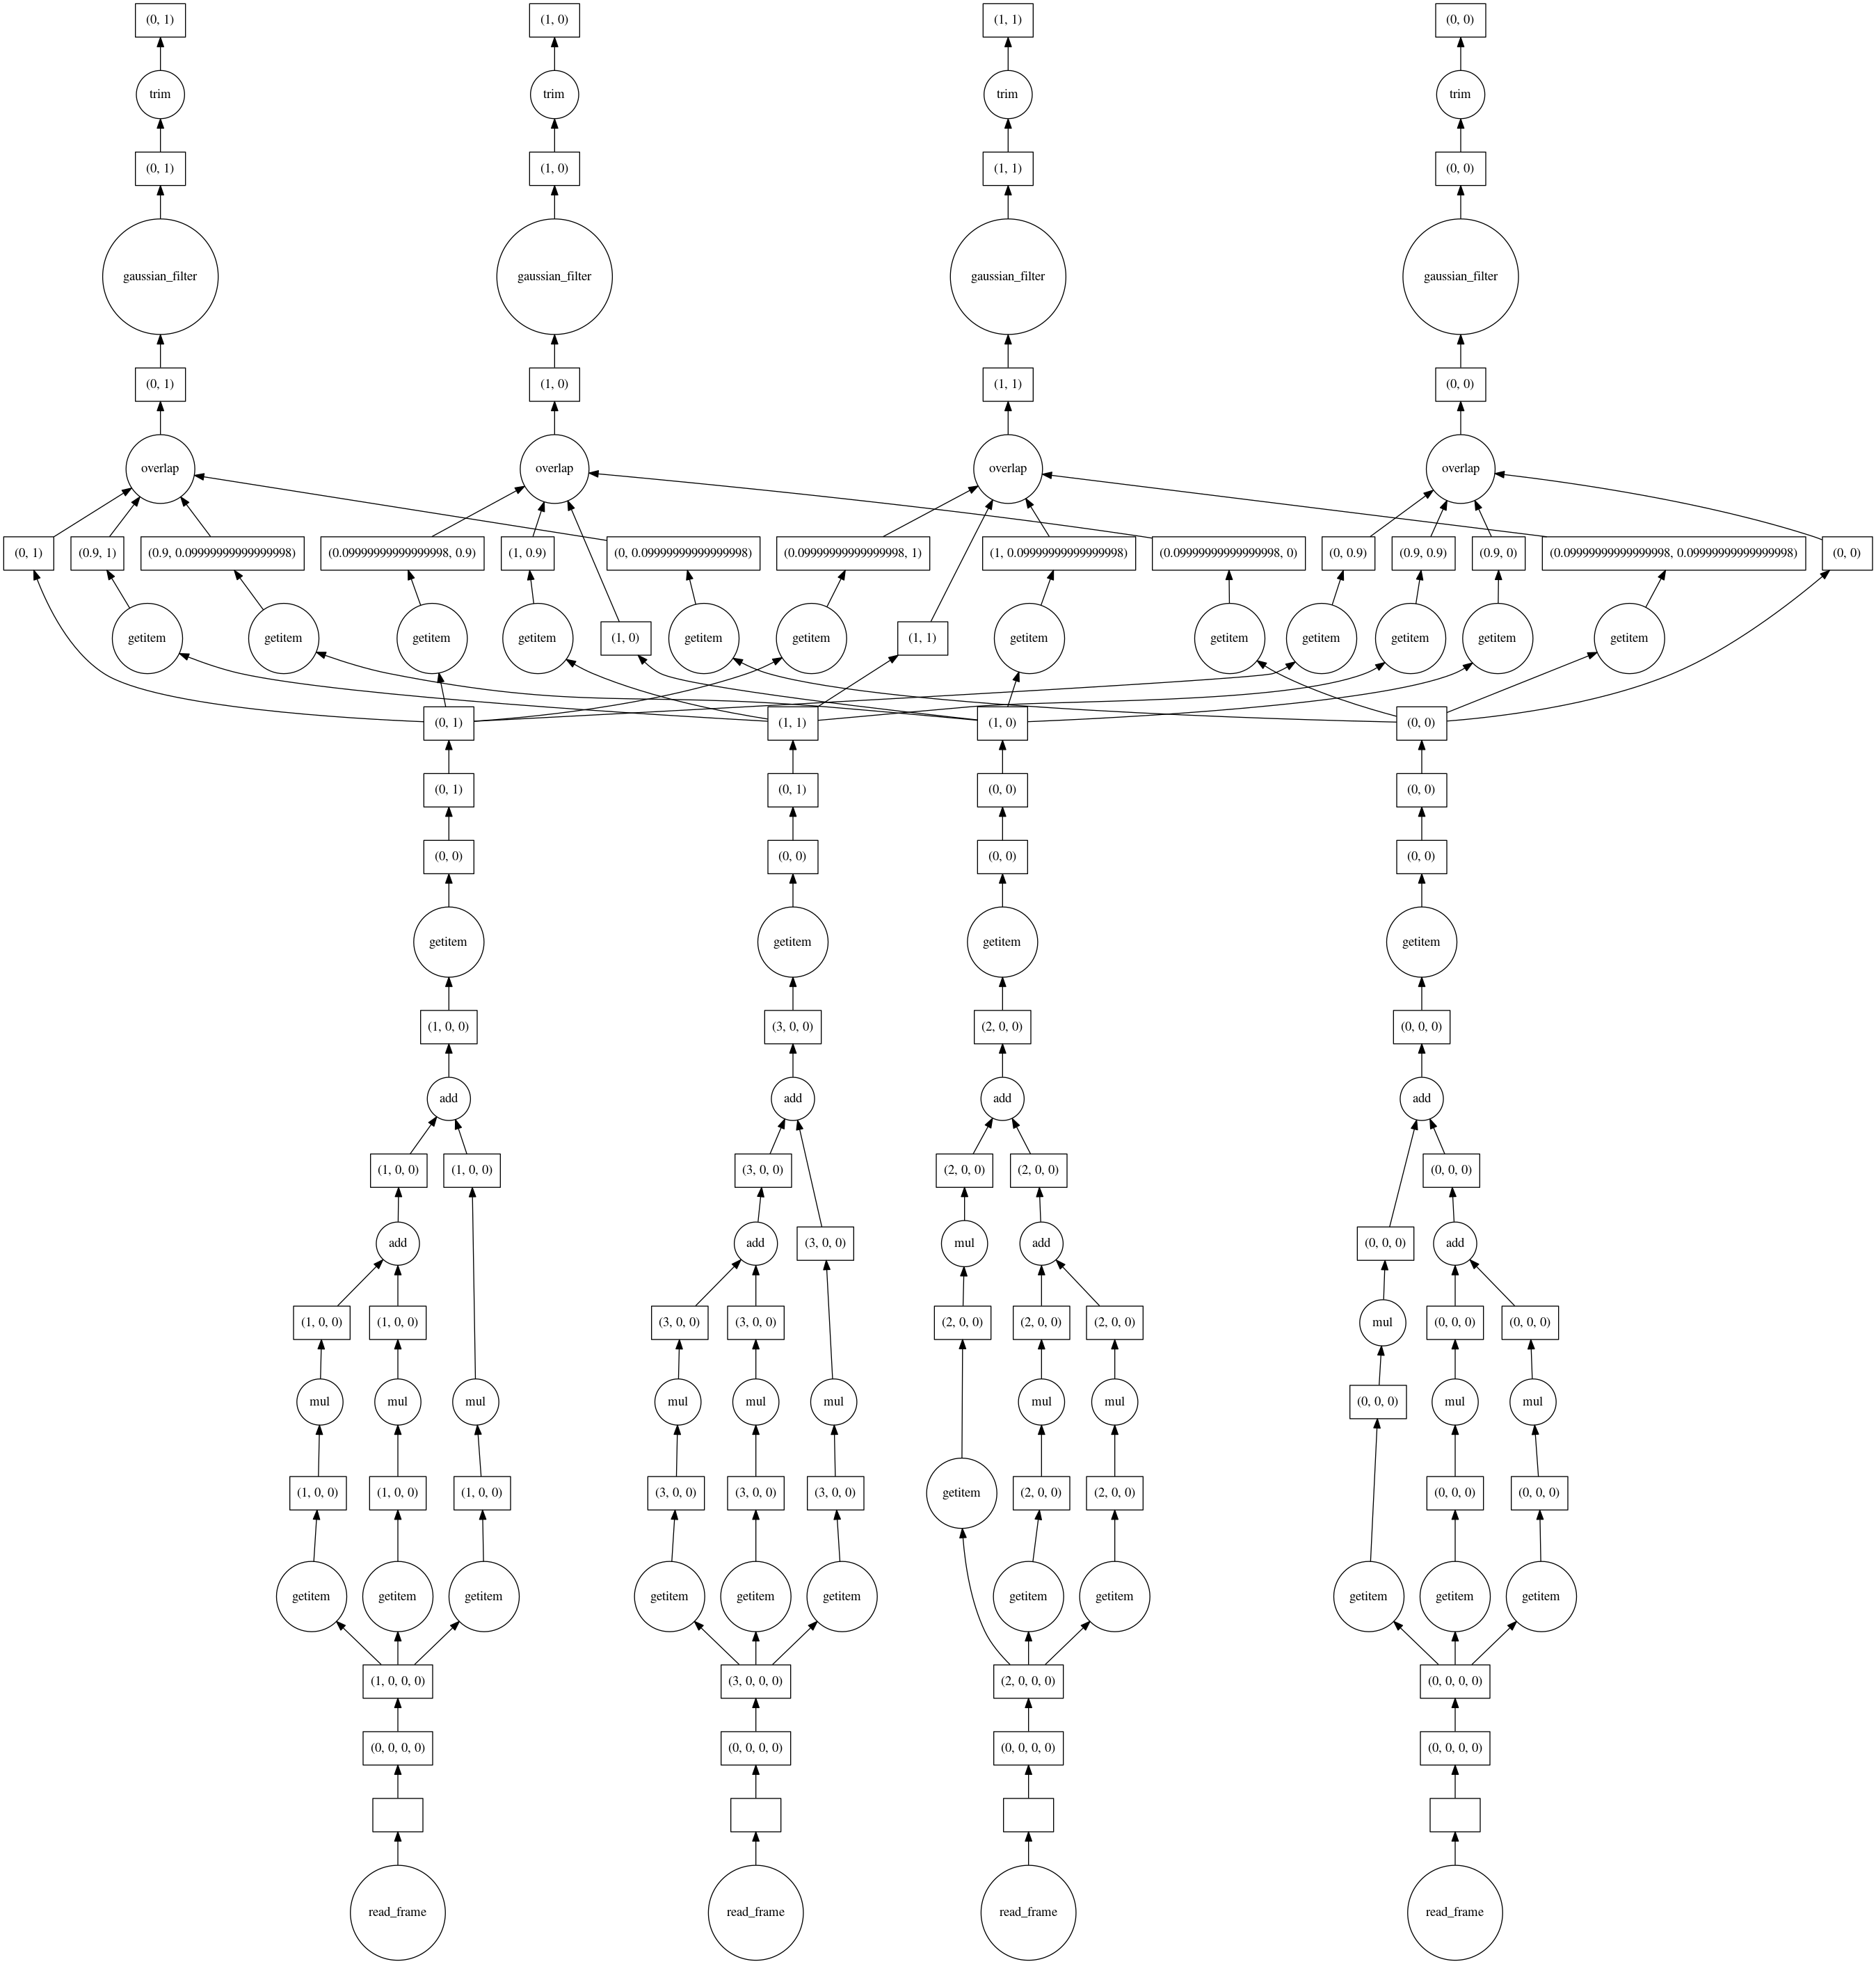 (0, 1) (1, 0) (1, 1) (0, 0)
trim trim trim trim
(0, 1) (1, 0) (1, 1) (0, 0)
gaussian_filter gaussian_filter gaussian_filter gaussian_filter
(0, 1) (1, 0) (1, 1) (0, 0)
overlap overlap overlap overlap
(0, 1) (0.9, 1) (0.9, 0.09999999999999998) (0.09999999999999998, 0.9) (1, 0.9) (0, 0.09999999999999998) (0.09999999999999998, 1) (1, 0.09999999999999998) (0.09999999999999998, 0) (0, 0.9) (0.9, 0.9) (0.9, 0) (0.09999999999999998, 0.09999999999999998) (0, 0)
getitem getitem getitem getitem (1, 0) getitem getitem (1, 1) getitem getitem getitem getitem getitem getitem
(0, 1) (1, 1) (1, 0) (0, 0)
(0, 1) (0, 1) (0, 0) (0, 0)
(0, 0) (0, 0) (0, 0) (0, 0)
getitem getitem getitem getitem
(1, 0, 0) (3, 0, 0) (2, 0, 0) (0, 0, 0)
add add add add
(1, 0, 0) (1, 0, 0) (3, 0, 0) (2, 0, 0) (2, 0, 0) (0, 0, 0)
add add (3, 0, 0) mul add (0, 0, 0) add
(1, 0, 0) (1, 0, 0) (3, 0, 0) (3, 0, 0) (2, 0, 0) (2, 0, 0) (2, 0, 0) mul (0, 0, 0) (0, 0, 0)
mul mul mul mul mul mul mul mul (0, 0, 0) mul mul
(1, 0, 0) (1, 0, 0) (1, 0, 0) (3, 0, 0) (3, 0, 0) (3, 0, 0) getitem (2, 0, 0) (2, 0, 0) (0, 0, 0) (0, 0, 0)
getitem getitem getitem getitem getitem getitem getitem getitem getitem getitem getitem
(1, 0, 0, 0) (3, 0, 0, 0) (2, 0, 0, 0) (0, 0, 0, 0)
(0, 0, 0, 0) (0, 0, 0, 0) (0, 0, 0, 0) (0, 0, 0, 0)
read_frame read_frame read_frame read_frame